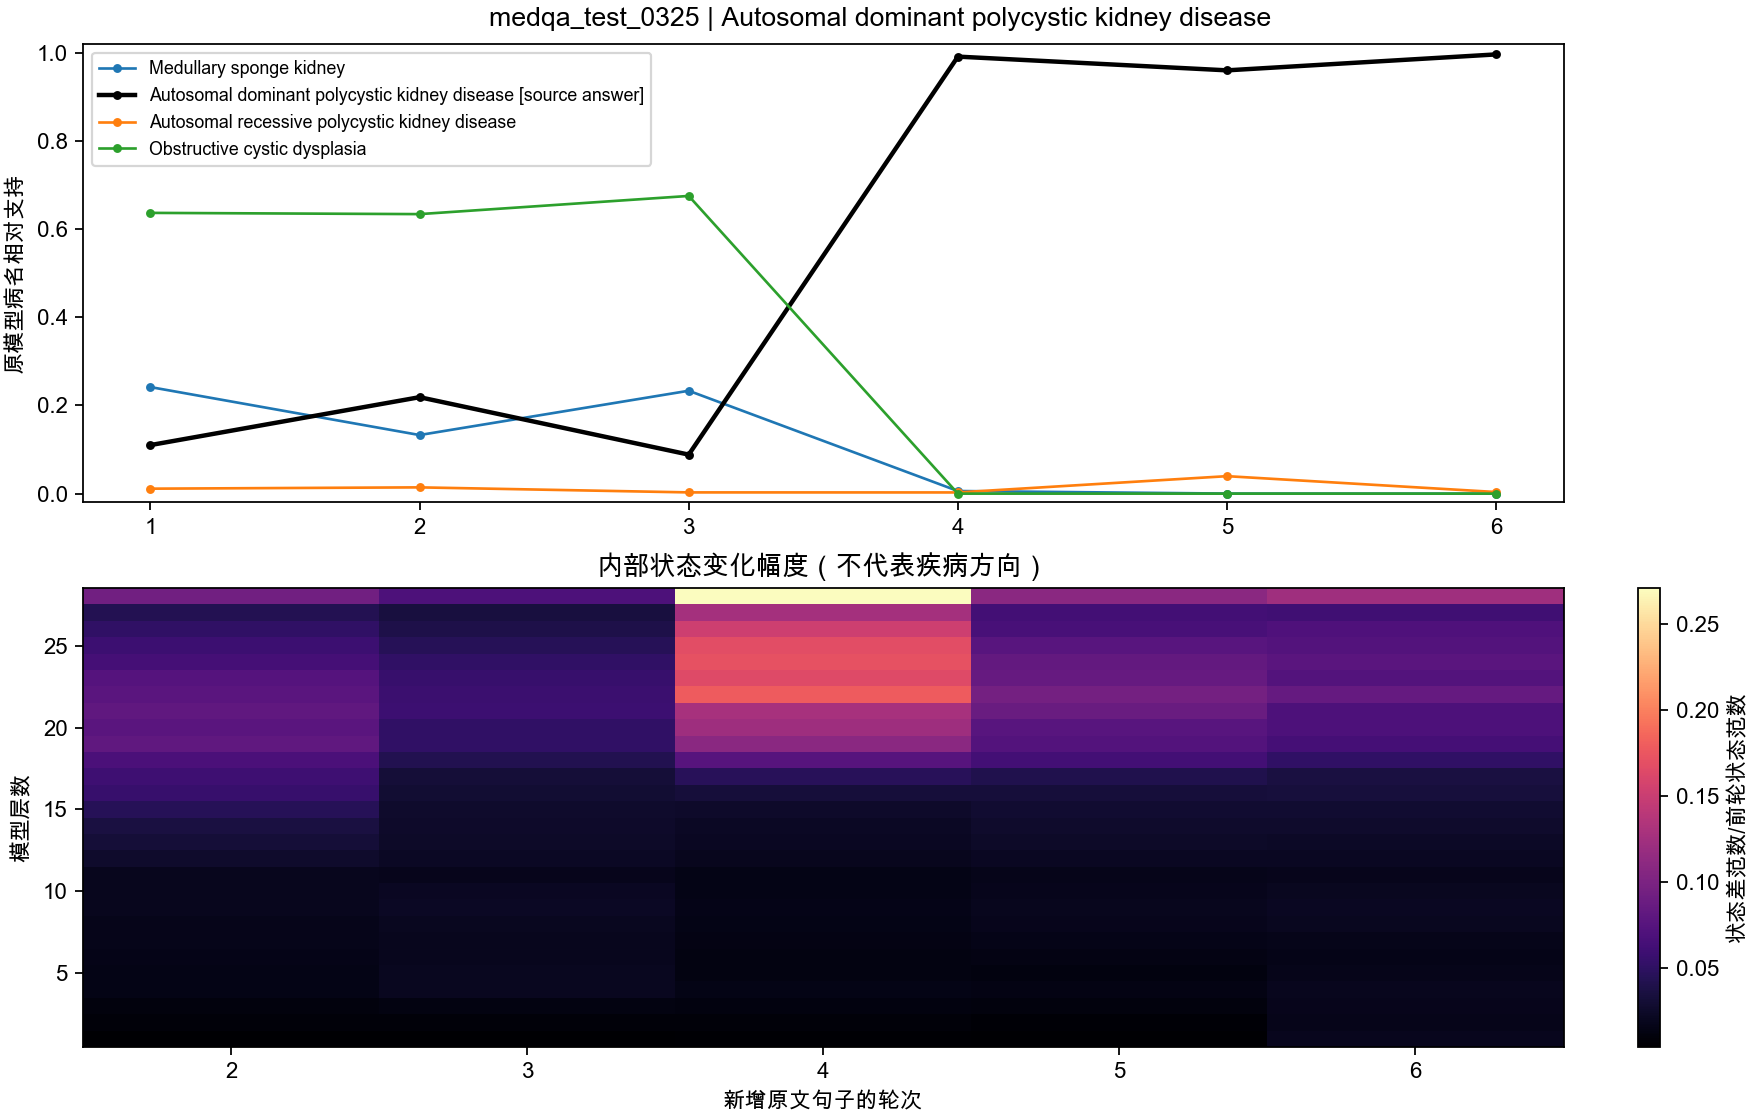 medqa_test_0325 | Autosomal dominant polycystic kidney disease
原模型病名相对支持
1.0
0.8
0.6
0.4
0.2
0.0
Medullary sponge kidney
Autosomal dominant polycystic kidney disease [source answer]
Autosomal recessive polycystic kidney disease
Obstructive cystic dysplasia
1 2 3 4 5 6
内部状态变化幅度（不代表疾病方向）
模型层数
25
20
15
10
5
2 3 4 5 6
新增原文句子的轮次
0.25
0.20
0.15
0.10
0.05
状态差范数/前轮状态范数